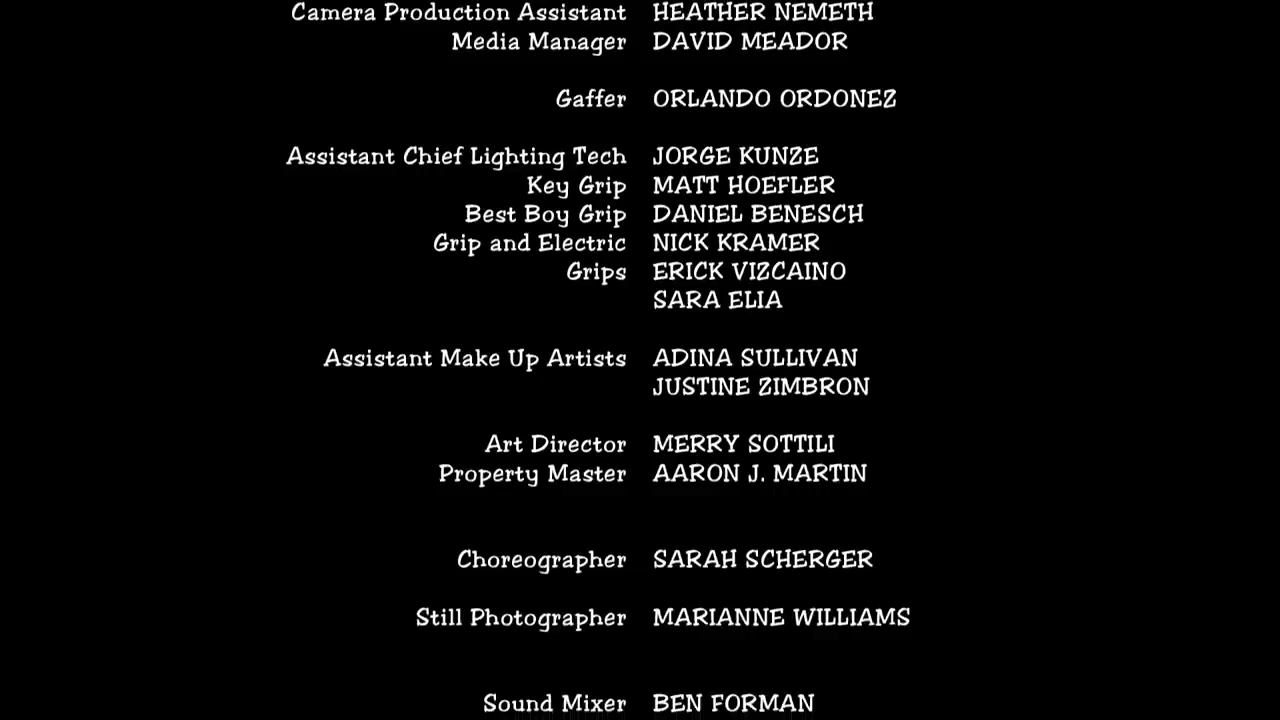 Camera Production Assistant HEATHER NEMETH
Media Manager DAVID MEADOR
Gaffer ORLANDO ORDONEZ
Assistant Chief Lighting Tech JORGE KUNZE
Key Grip MATT HOEFLER
Best Boy Grip DANIEL BENESCH
Grip and Electric NICK KRAMER
Grips ERICK VIZCAINO
SARA ELIA
Assistant Make Up Artists ADINA SULLIVAN
JUSTINE ZIMBRON
Art Director MERRY SOTTILI
Property Master AARON J. MARTIN
Choreographer SARAH SCHERGER
Still Photographer MARIANNE WILLIAMS
Sound Mixer BEN FORMAN